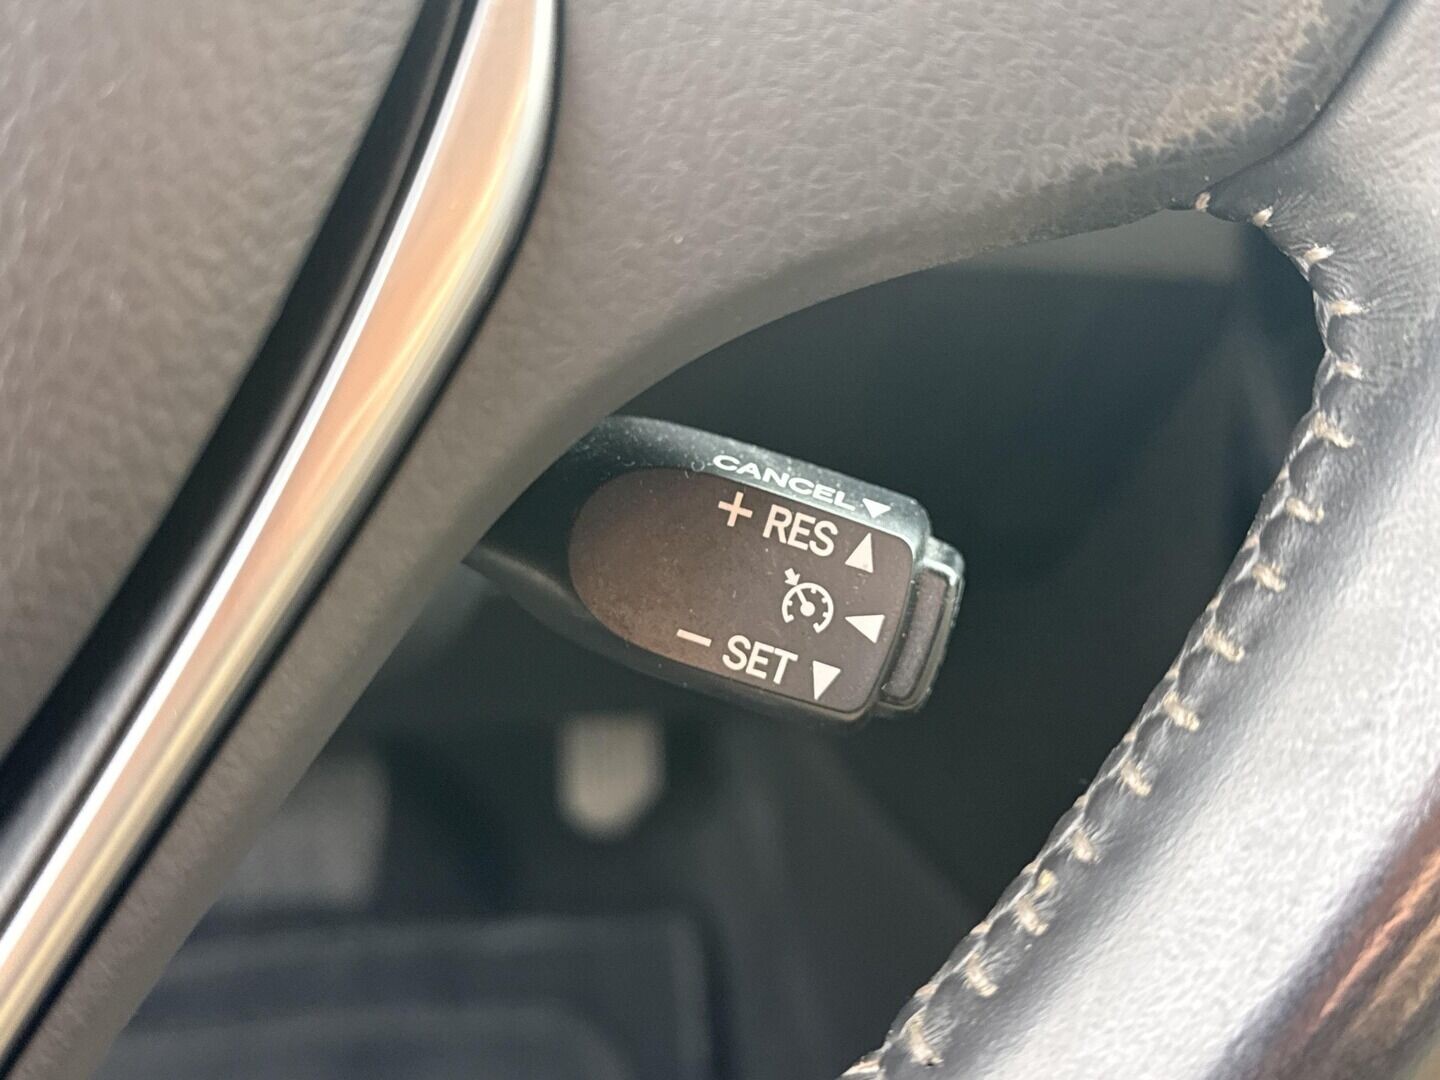 CANCEL ▼
+ RES ▲
◀
− SET ▼